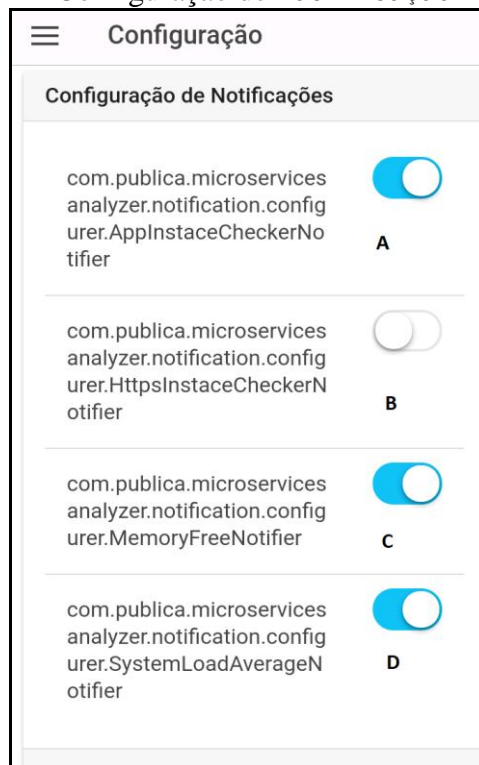 Configuração
Configuração de Notificações
com.publica.microservices
analyzer.notification.config
urer.AppInstaceCheckerNo
tifier
A
com.publica.microservices
analyzer.notification.config
urer.HttpsInstaceCheckerN
otifier
B
com.publica.microservices
analyzer.notification.config
urer.MemoryFreeNotifier
C
com.publica.microservices
analyzer.notification.config
urer.SystemLoadAverageN
otifier
D